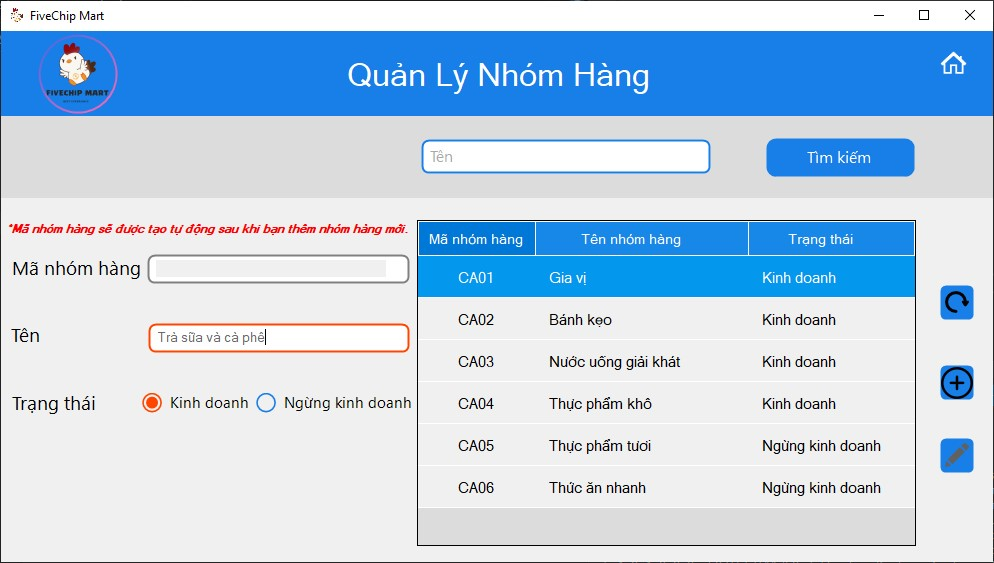 FiveChip Mart
FIVECHIP MART
Quản Lý Nhóm Hàng
Tên
Tìm kiếm
*Mã nhóm hàng sẽ được tạo tự động sau khi bạn thêm nhóm hàng mới.
Mã nhóm hàng
Tên
Trà sữa và cà phê
Trạng thái
Kinh doanh
Ngừng kinh doanh
Mã nhóm hàng Tên nhóm hàng Trạng thái
CA01 Gia vị Kinh doanh
CA02 Bánh kẹo Kinh doanh
CA03 Nước uống giải khát Kinh doanh
CA04 Thực phẩm khô Kinh doanh
CA05 Thực phẩm tươi Ngừng kinh doanh
CA06 Thức ăn nhanh Ngừng kinh doanh